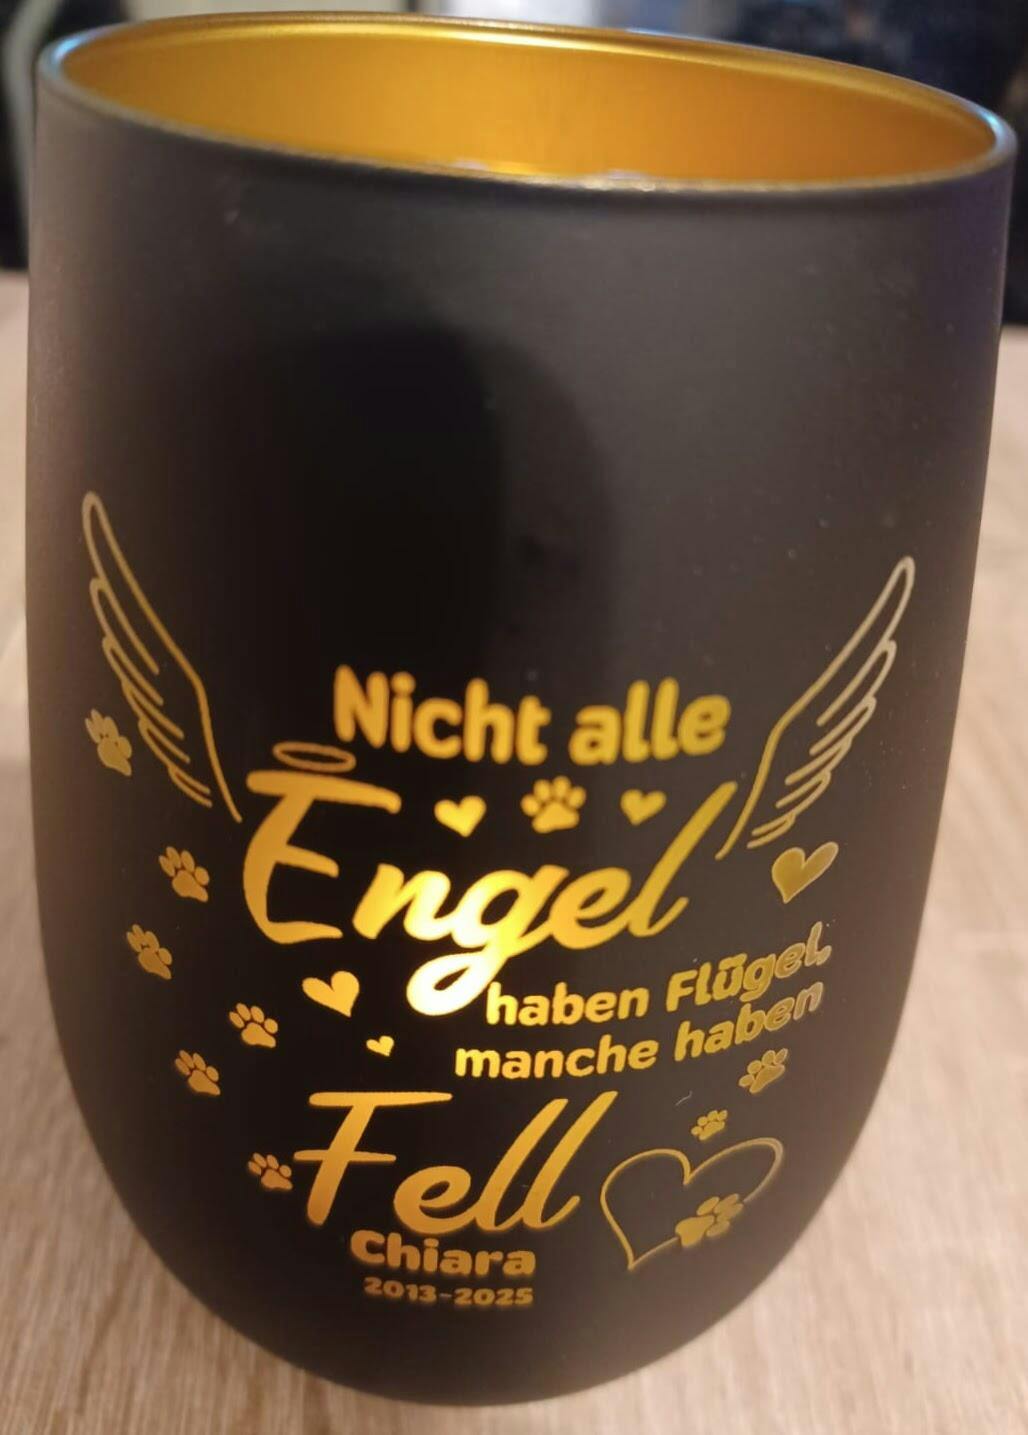 Nicht alle
Engel
haben Flügel,
manche haben
Fell
Chiara
2013-2025